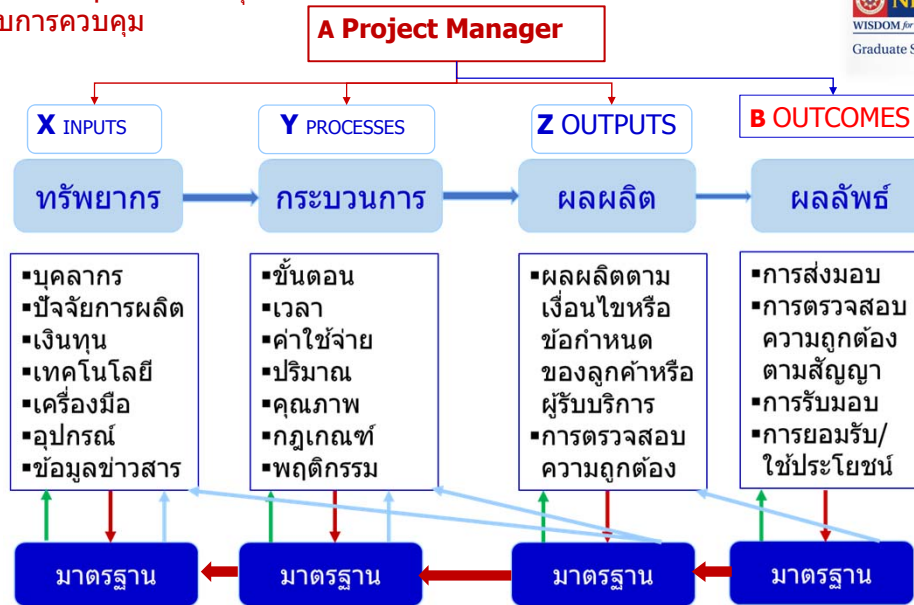 บการควบคุม
A Project Manager
WISDOM for
Graduate S
X INPUTS
Y PROCESSES
Z OUTPUTS
B OUTCOMES
ทรัพยากร
กระบวนการ
ผลผลิต
ผลลัพธ์
▪บุคลากร
▪ปัจจัยการผลิต
▪เงินทุน
▪เทคโนโลยี
▪เครื่องมือ
▪อุปกรณ์
▪ข้อมูลข่าวสาร
▪ขั้นตอน
▪เวลา
▪ค่าใช้จ่าย
▪ปริมาณ
▪คุณภาพ
▪กฎเกณฑ์
▪พฤติกรรม
▪ผลผลิตตาม
เงื่อนไขหรือ
ข้อกำหนด
ของลูกค้าหรือ
ผู้รับบริการ
▪การตรวจสอบ
ความถูกต้อง
▪การส่งมอบ
▪การตรวจสอบ
ความถูกต้อง
ตามสัญญา
▪การรับมอบ
▪การยอมรับ/
ใช้ประโยชน์
มาตรฐาน
มาตรฐาน
มาตรฐาน
มาตรฐาน